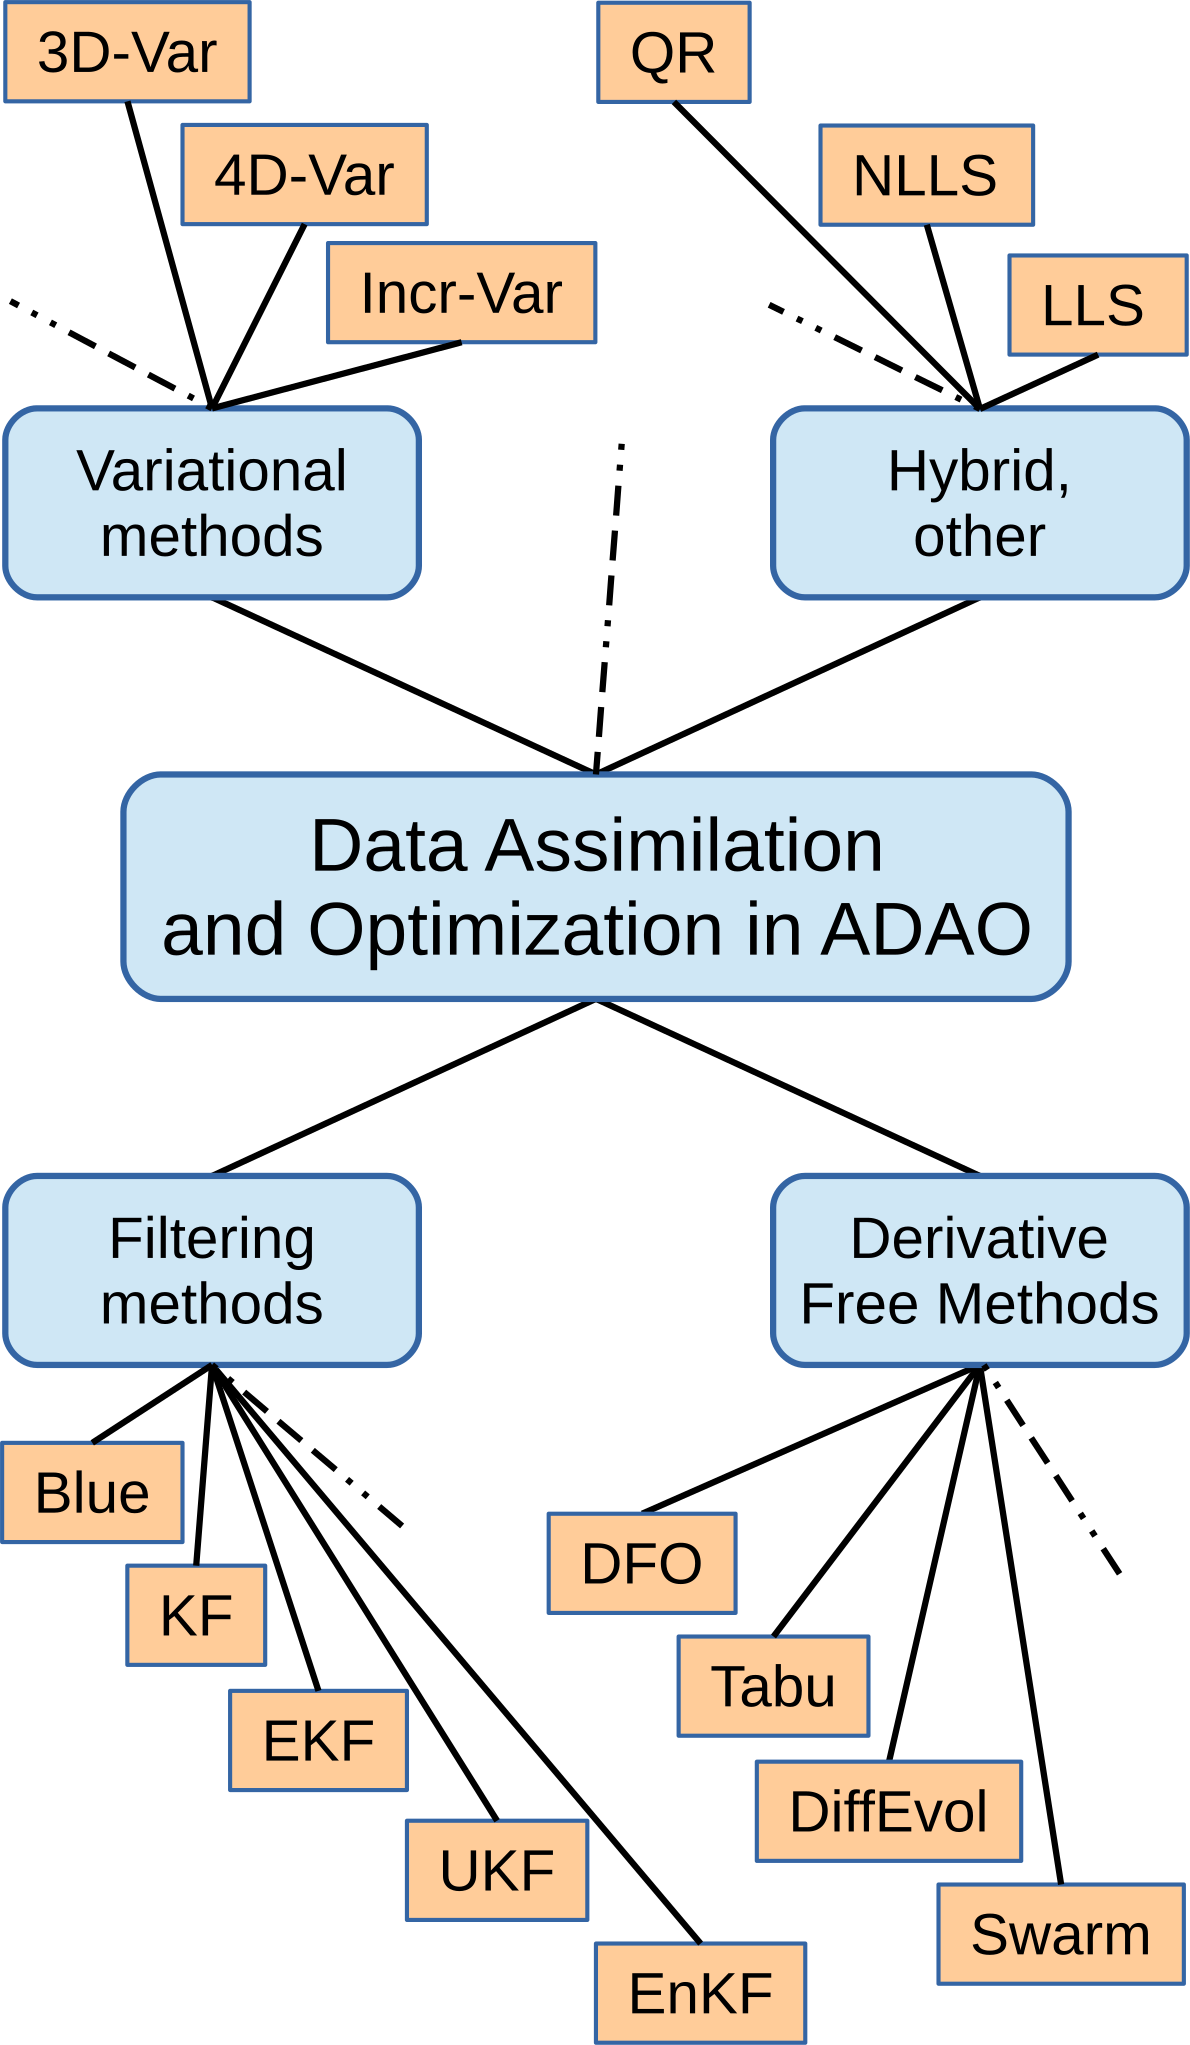 3D-Var
QR
4D-Var
NLLS
Incr-Var
LLS
Variational
methods
Hybrid,
other
Data Assimilation
and Optimization in ADAO
Filtering
methods
Derivative
Free Methods
Blue
DFO
KF
Tabu
EKF
DiffEvol
UKF
Swarm
EnKF